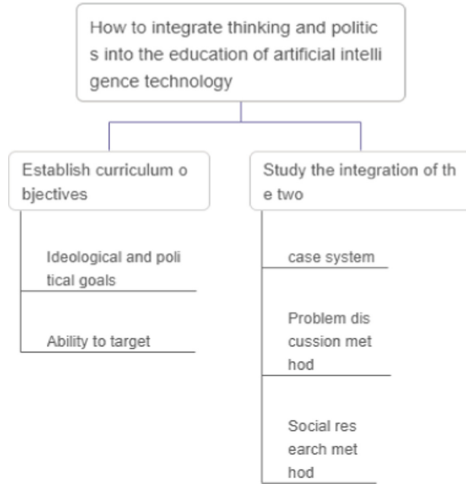 How to integrate thinking and politic
s into the education of artificial intelli
gence technology
Establish curriculum o
bjectives
Ideological and poli
tical goals
Ability to target
Study the integration of th
e two
case system
Problem dis
cussion met
hod
Social res
earch met
hod